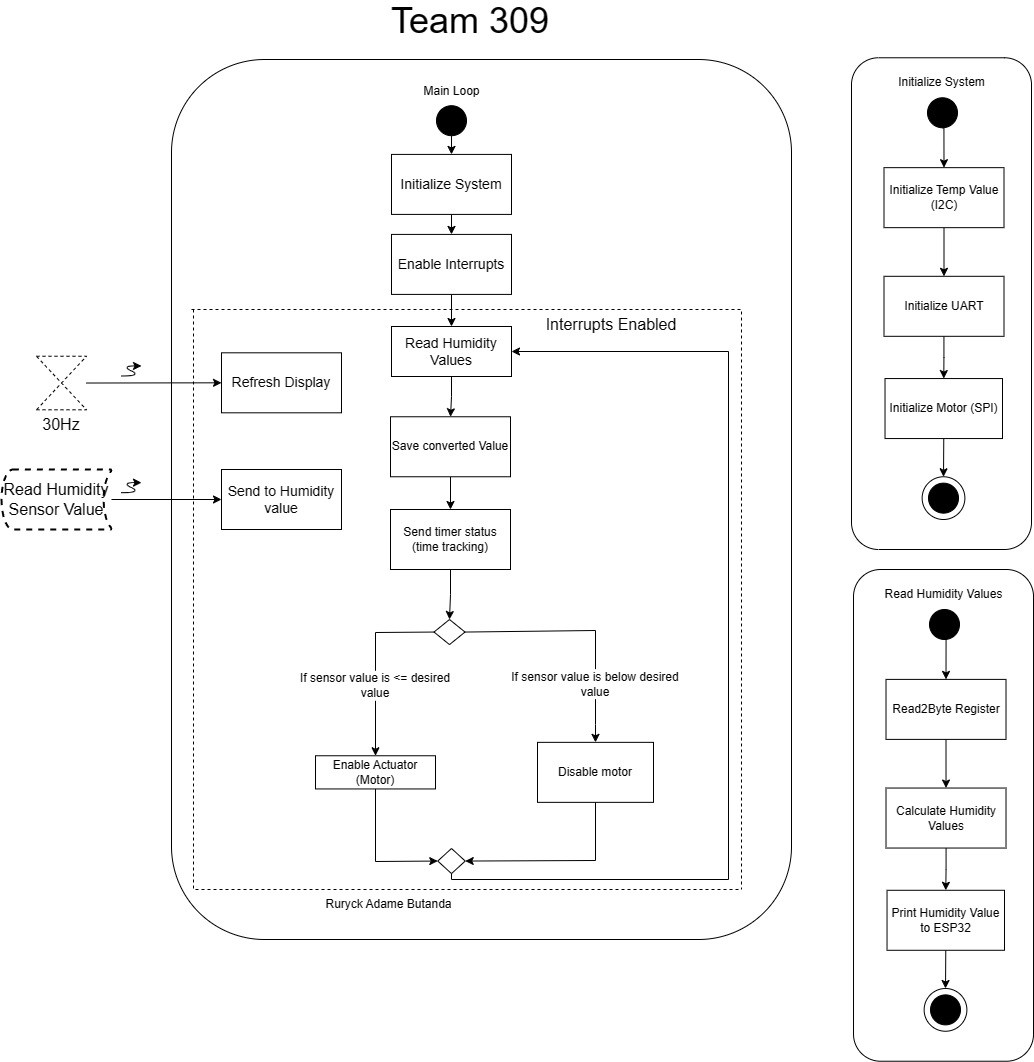 Team 309
Main Loop
Initialize System
Enable Interrupts
Interrupts Enabled
Read Humidity
Values
Refresh Display
30Hz
Save converted Value
Read Humidity
Sensor Value
Send to Humidity
value
Send timer status
(time tracking)
If sensor value is <= desired
value
If sensor value is below desired
value
Enable Actuator
(Motor)
Disable motor
Ruryck Adame Butanda
Initialize System
Initialize Temp Value
(I2C)
Initialize UART
Initialize Motor (SPI)
Read Humidity Values
Read2Byte Register
Calculate Humidity
Values
Print Humidity Value
to ESP32